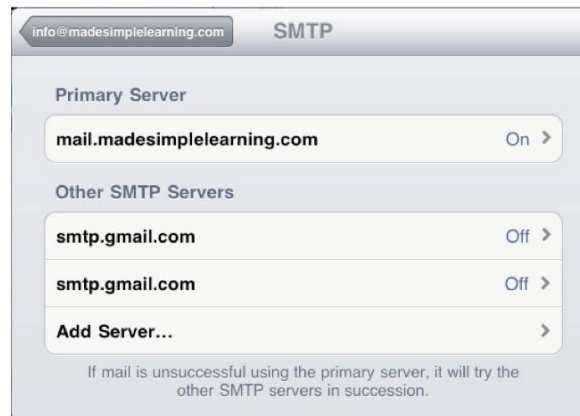 info@madesimplelearning.com SMTP
Primary Server
mail.madesimplelearning.com On
Other SMTP Servers
smtp.gmail.com Off
smtp.gmail.com Off
Add Server...
If mail is unsuccessful using the primary server, it will try the
other SMTP servers in succession.